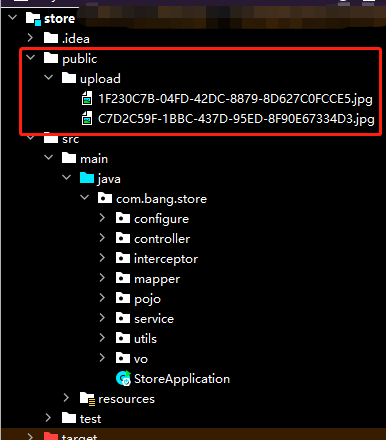 store
.idea
public
upload
1F230C7B-04FD-42DC-8879-8D627C0FCCE5.jpg
C7D2C59F-1BBC-437D-95ED-8F90E67334D3.jpg
src
main
java
com.bang.store
configure
controller
interceptor
mapper
pojo
service
utils
vo
StoreApplication
resources
test
target